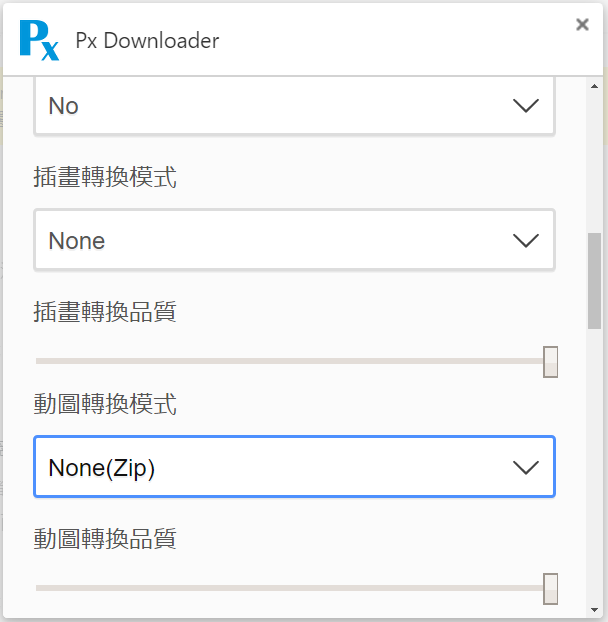 Px
Px Downloader
No
插畫轉換模式
None
插畫轉換品質
動圖轉換模式
None(Zip)
動圖轉換品質